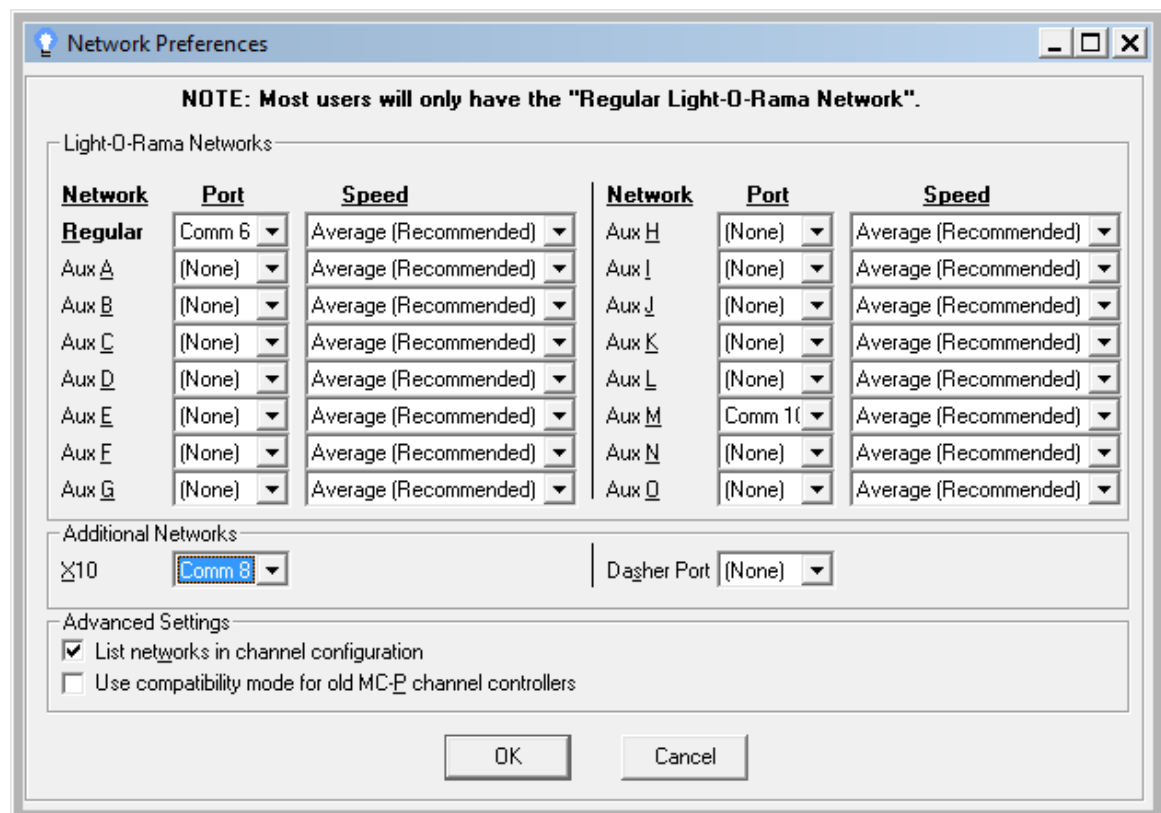 Network Preferences
NOTE: Most users will only have the "Regular Light-O-Rama Network".
Light-O-Rama Networks
Network Port Speed Network Port Speed
Regular Comm 6 Average (Recommended) Aux H (None) Average (Recommended)
Aux A (None) Average (Recommended) Aux I (None) Average (Recommended)
Aux B (None) Average (Recommended) Aux J (None) Average (Recommended)
Aux C (None) Average (Recommended) Aux K (None) Average (Recommended)
Aux D (None) Average (Recommended) Aux L (None) Average (Recommended)
Aux E (None) Average (Recommended) Aux M Comm 10 Average (Recommended)
Aux F (None) Average (Recommended) Aux N (None) Average (Recommended)
Aux G (None) Average (Recommended) Aux O (None) Average (Recommended)
Additional Networks
X10 Comm 8 Dasher Port (None)
Advanced Settings
List networks in channel configuration
Use compatibility mode for old MC-P channel controllers
OK Cancel